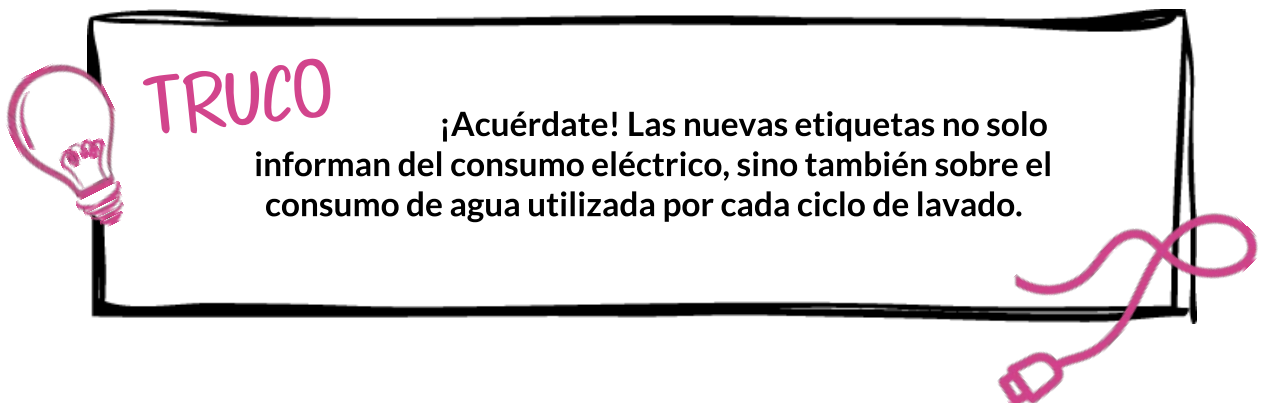 TRUCO
¡Acuérdate! Las nuevas etiquetas no solo
informan del consumo eléctrico, sino también sobre el
consumo de agua utilizada por cada ciclo de lavado.